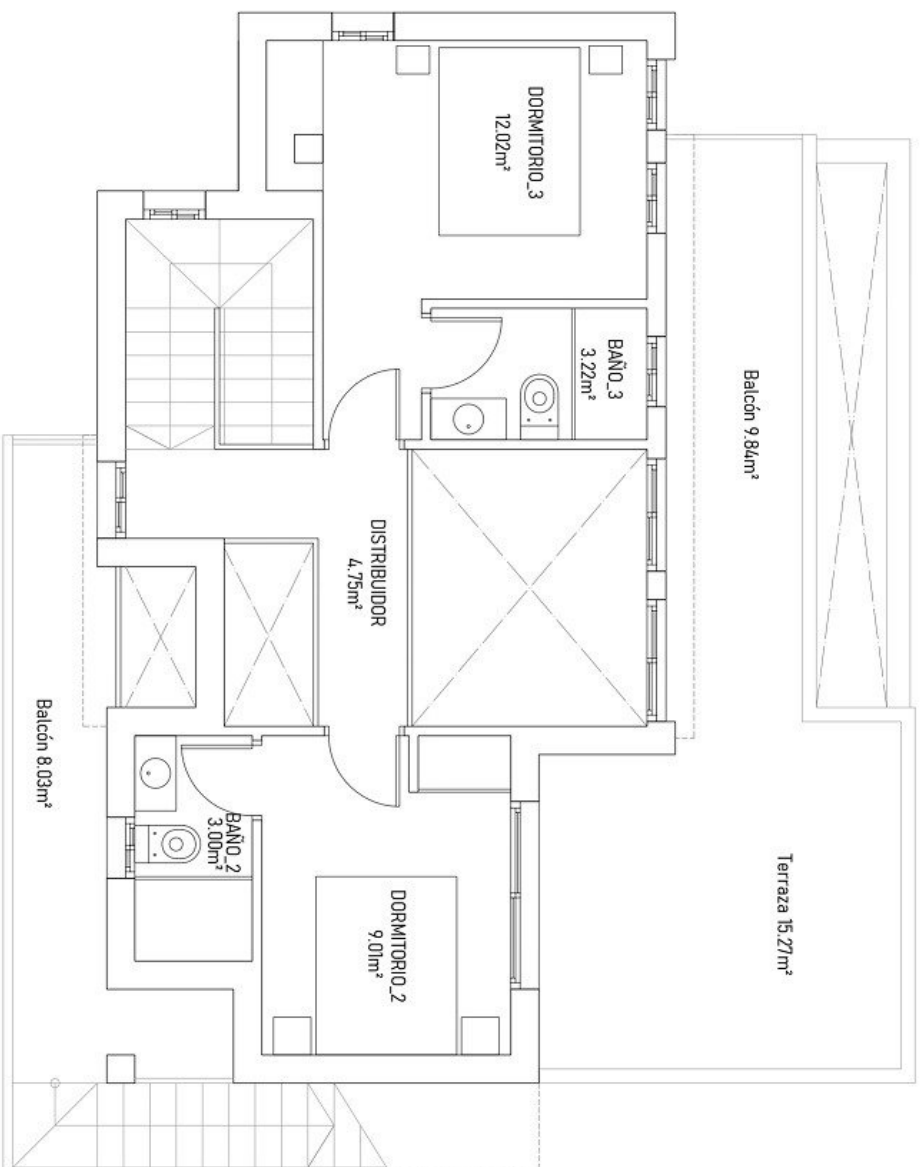 DORMITORIO_3
12.02m²
BAÑO_3
3.22m²
Balcón 9.84m²
DISTRIBUIDOR
4.75m²
Balcón 8.03m²
BAÑO_2
3.00m²
DORMITORIO_2
9.01m²
Terraza 15.27m²